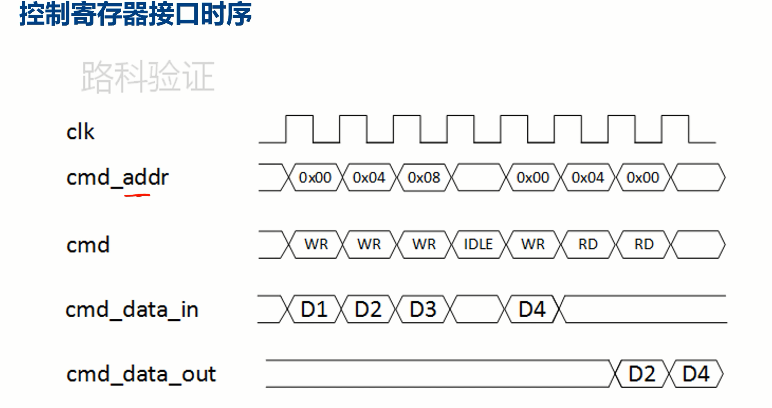 控制寄存器接口时序
路科验证
clk
cmd_addr 0x00 0x04 0x08 0x00 0x04 0x00
cmd WR WR WR IDLE WR RD RD
cmd_data_in D1 D2 D3 D4
cmd_data_out D2 D4